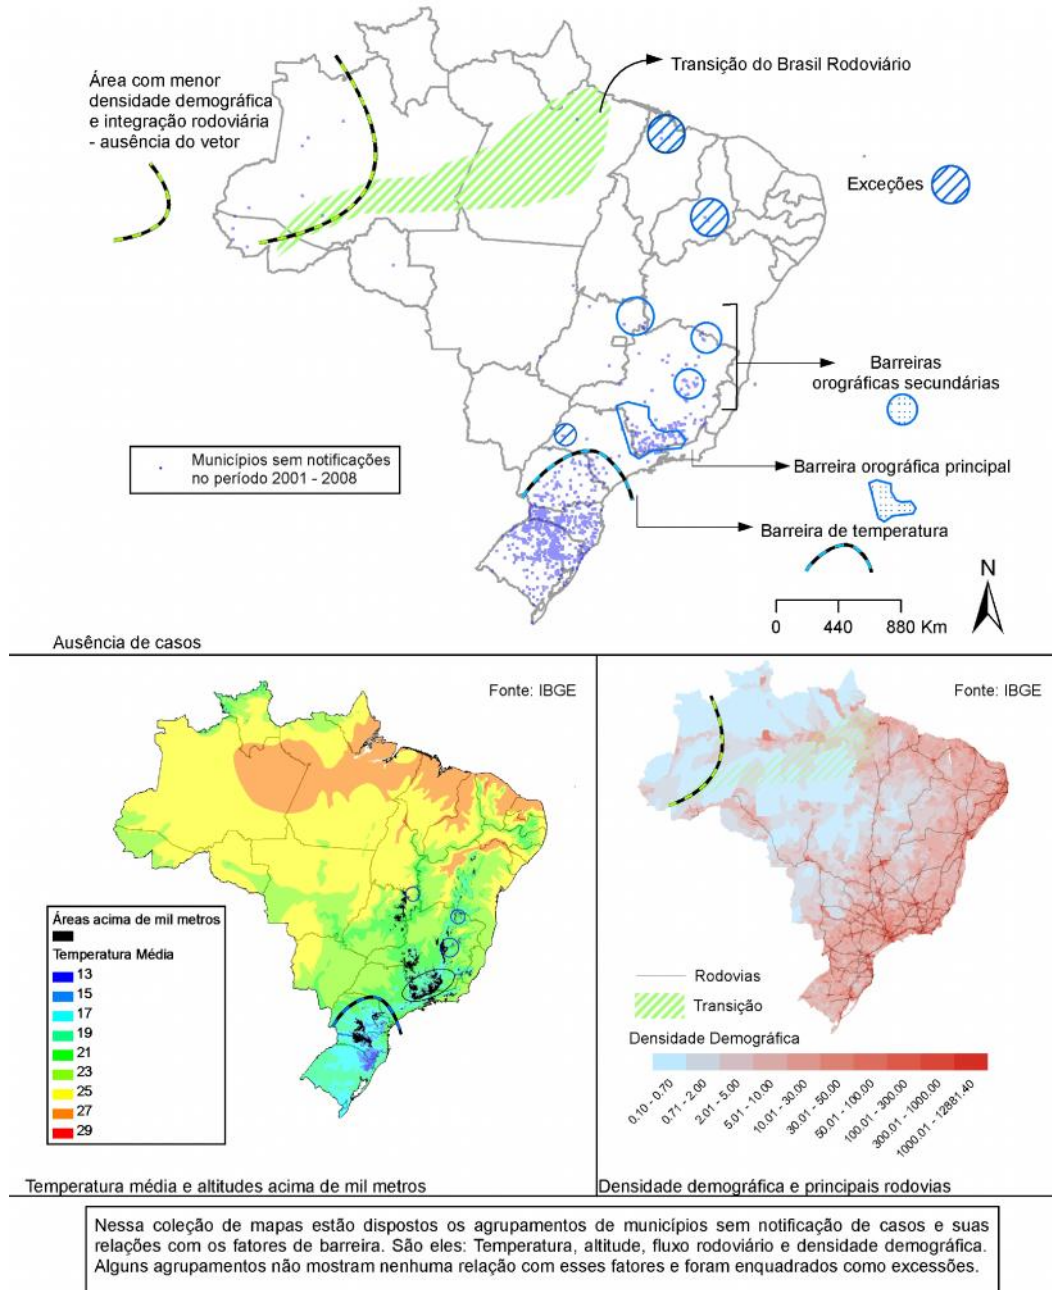 Área com menor
densidade demográfica
e integração rodoviária
- ausência do vetor
Transição do Brasil Rodoviário
Exceções
Barreiras
orográficas secundárias
Barreira orográfica principal
Barreira de temperatura
Municípios sem notificações
no período 2001 - 2008
N
0 440 880 Km
Ausência de casos
Fonte: IBGE
Áreas acima de mil metros
Temperatura Média
13
15
17
19
21
23
25
27
29
Temperatura média e altitudes acima de mil metros
Fonte: IBGE
Rodovias
Transição
Densidade Demográfica
0.10 - 0.70
0.71 - 2.00
2.01 - 5.00
5.01 - 10.00
10.01 - 30.00
30.01 - 50.00
50.01 - 100.00
100.01 - 300.00
300.01 - 1000.00
1000.01 - 12881.40
Densidade demográfica e principais rodovias
Nessa coleção de mapas estão dispostos os agrupamentos de municípios sem notificação de casos e suas
relações com os fatores de barreira. São eles: Temperatura, altitude, fluxo rodoviário e densidade demográfica.
Alguns agrupamentos não mostram nenhuma relação com esses fatores e foram enquadrados como excessões.